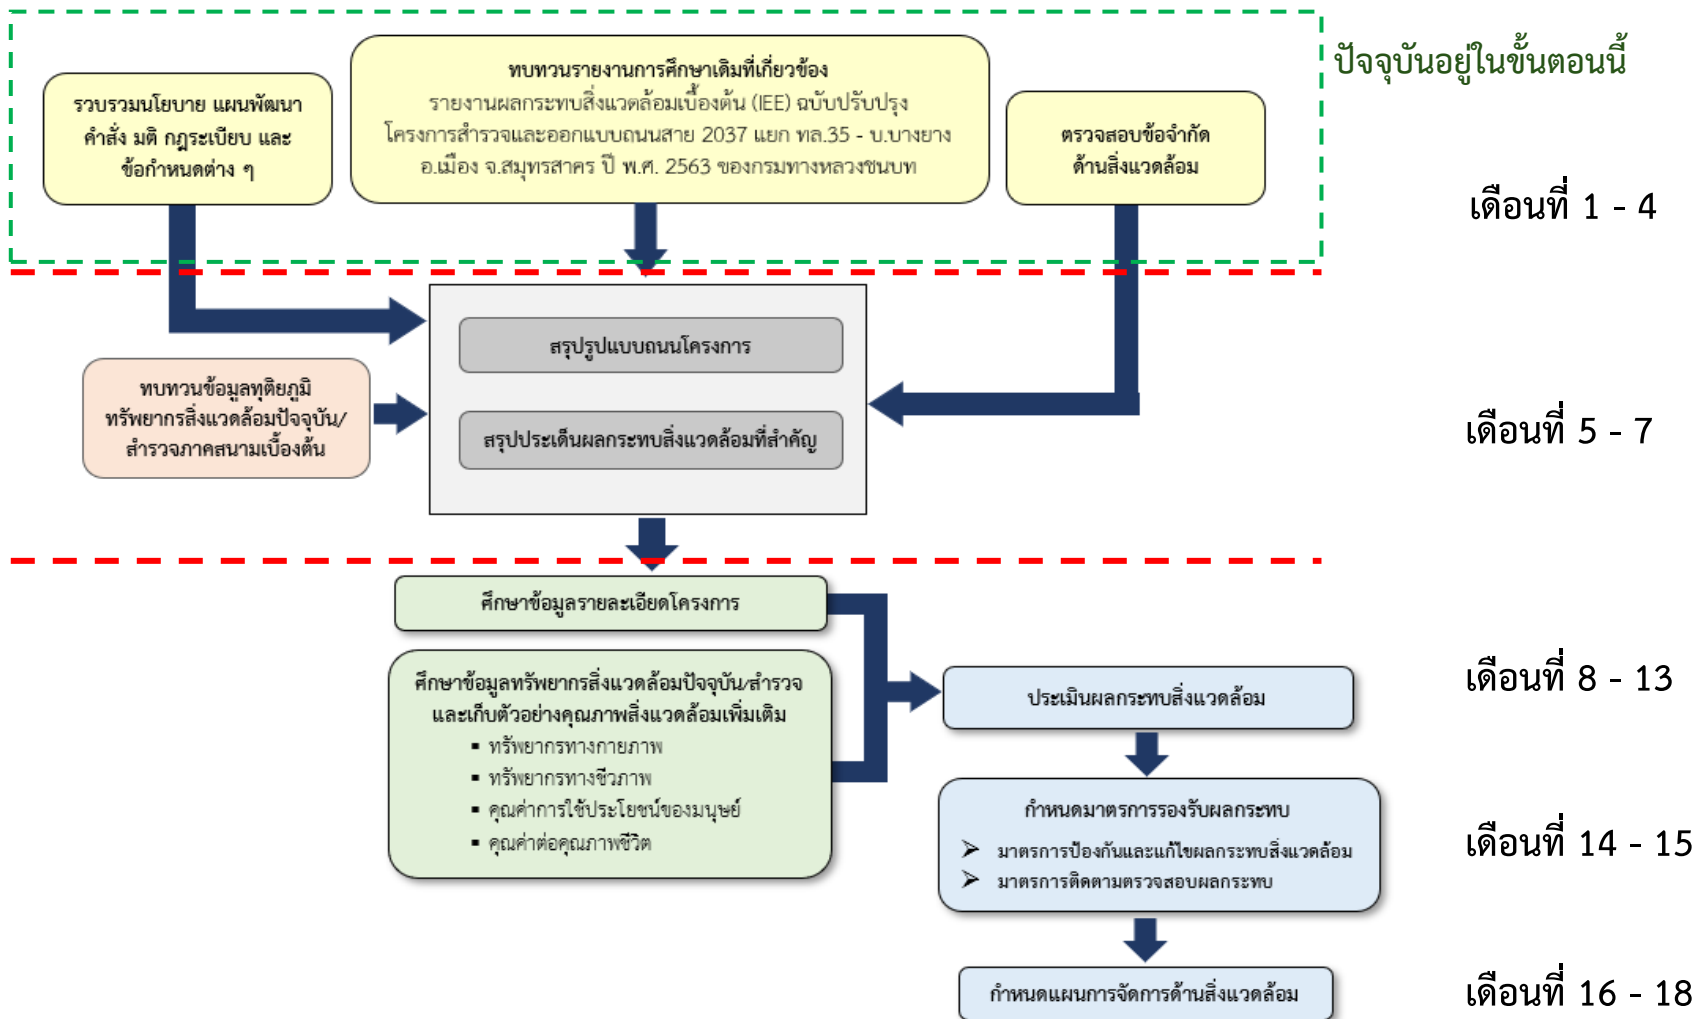 ปัจจุบันอยู่ในขั้นตอนนี้
รวบรวมนโยบาย แผนพัฒนา
คำสั่ง มติ กฎระเบียบ และ
ข้อกำหนดต่าง ๆ
ทบทวนรายงานการศึกษาเดิมที่เกี่ยวข้อง
รายงานผลกระทบสิ่งแวดล้อมเบื้องต้น (IEE) ฉบับปรับปรุง
โครงการสำรวจและออกแบบถนนสาย 2037 แยก ทล.35 - บ.บางยาง
อ.เมือง จ.สมุทรสาคร ปี พ.ศ. 2563 ของกรมทางหลวงชนบท
ตรวจสอบข้อจำกัด
ด้านสิ่งแวดล้อม
เดือนที่ 1 - 4
สรุปรูปแบบถนนโครงการ
ทบทวนข้อมูลทุติยภูมิ
ทรัพยากรสิ่งแวดล้อมปัจจุบัน/
สำรวจภาคสนามเบื้องต้น
สรุปประเด็นผลกระทบสิ่งแวดล้อมที่สำคัญ
เดือนที่ 5 - 7
ศึกษาข้อมูลรายละเอียดโครงการ
ศึกษาข้อมูลทรัพยากรสิ่งแวดล้อมปัจจุบัน/สำรวจ
และเก็บตัวอย่างคุณภาพสิ่งแวดล้อมเพิ่มเติม
▪ ทรัพยากรทางกายภาพ
▪ ทรัพยากรทางชีวภาพ
▪ คุณค่าการใช้ประโยชน์ของมนุษย์
▪ คุณค่าต่อคุณภาพชีวิต
ประเมินผลกระทบสิ่งแวดล้อม
เดือนที่ 8 - 13
กำหนดมาตรการรองรับผลกระทบ
➢ มาตรการป้องกันและแก้ไขผลกระทบสิ่งแวดล้อม
➢ มาตรการติดตามตรวจสอบผลกระทบ
เดือนที่ 14 - 15
กำหนดแผนการจัดการด้านสิ่งแวดล้อม
เดือนที่ 16 - 18